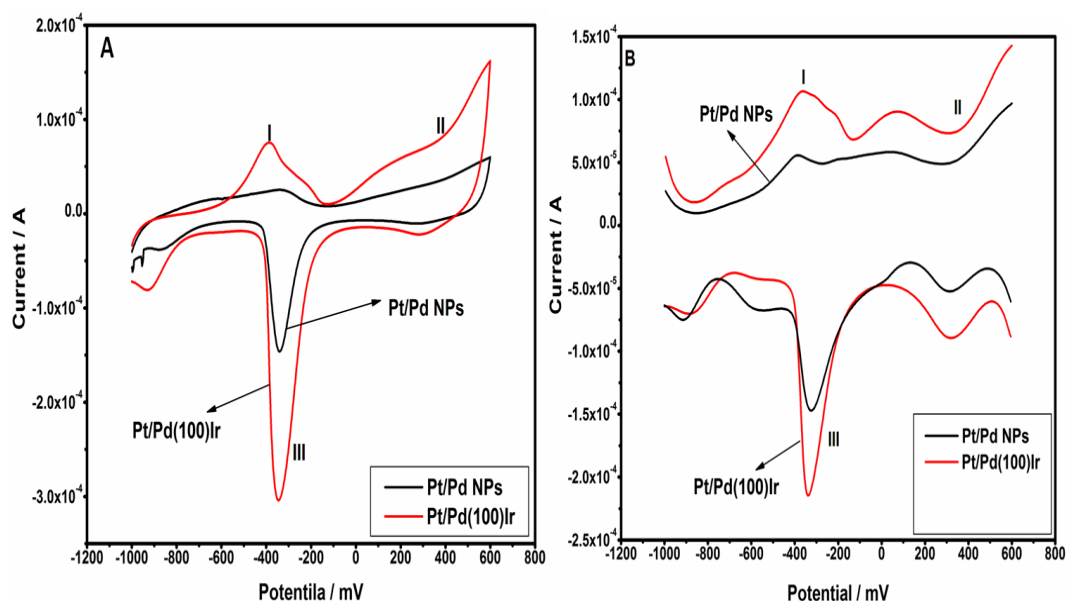 A
2.0x10-4
1.0x10-4
0.0
-1.0x10-4
-2.0x10-4
-3.0x10-4
Current / A
I
II
III
Pt/Pd NPs
Pt/Pd(100)Ir
Pt/Pd NPs
Pt/Pd(100)Ir
-1200 -1000 -800 -600 -400 -200 0 200 400 600 800
Potentila / mV
B
1.5x10-4
1.0x10-4
5.0x10-5
0.0
-5.0x10-5
-1.0x10-4
-1.5x10-4
-2.0x10-4
-2.5x10-4
Current / A
I
II
Pt/Pd NPs
III
Pt/Pd(100)Ir
Pt/Pd NPs
Pt/Pd(100)Ir
-1200 -1000 -800 -600 -400 -200 0 200 400 600 800
Potential / mV